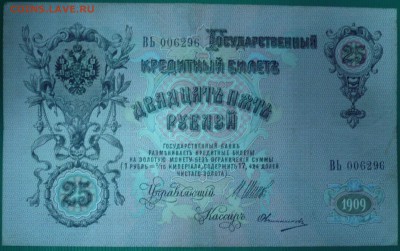 COINS.LAVE.RU
ВЬ 006296 ГОСУДАРСТВЕННЫЙ
25
КРЕДИТНЫЙ БИЛЕТЪ
ДВАДЦАТЬ ПЯТЬ
РУБЛЕЙ
ГОСУДАРСТВЕННЫЙ БАНКЪ
РАЗМѢНИВАЕТЪ КРЕДИТНЫЕ БИЛЕТЫ
НА ЗОЛОТУЮ МОНЕТУ БЕЗЪ ОГРАНИЧЕНІЯ СУММЫ
(1 РУБЛЬ = 1/15 ИМПЕРІАЛА, СОДЕРЖИТЪ 17,424 ДОЛЕЙ
ЧИСТАГО ЗОЛОТА).
ВЬ 006296
25
Управляющій
Кассиръ
1909